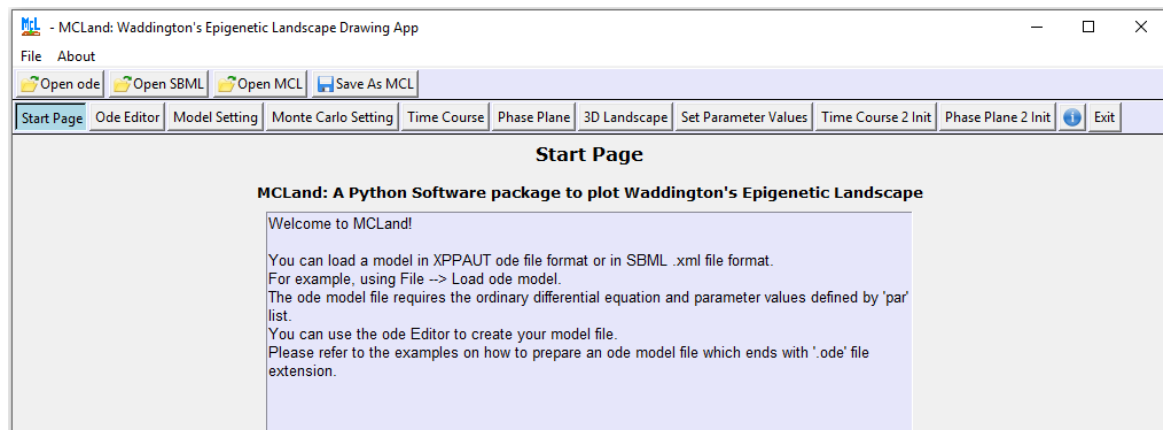 McL - MCLand: Waddington's Epigenetic Landscape Drawing App
File About
Open ode Open SBML Open MCL Save As MCL
Start Page Ode Editor Model Setting Monte Carlo Setting Time Course Phase Plane 3D Landscape Set Parameter Values Time Course 2 Init Phase Plane 2 Init i Exit
Start Page
MCLand: A Python Software package to plot Waddington's Epigenetic Landscape
Welcome to MCLand!
You can load a model in XPPAUT ode file format or in SBML .xml file format.
For example, using File --> Load ode model.
The ode model file requires the ordinary differential equation and parameter values defined by 'par'
list.
You can use the ode Editor to create your model file.
Please refer to the examples on how to prepare an ode model file which ends with '.ode' file
extension.